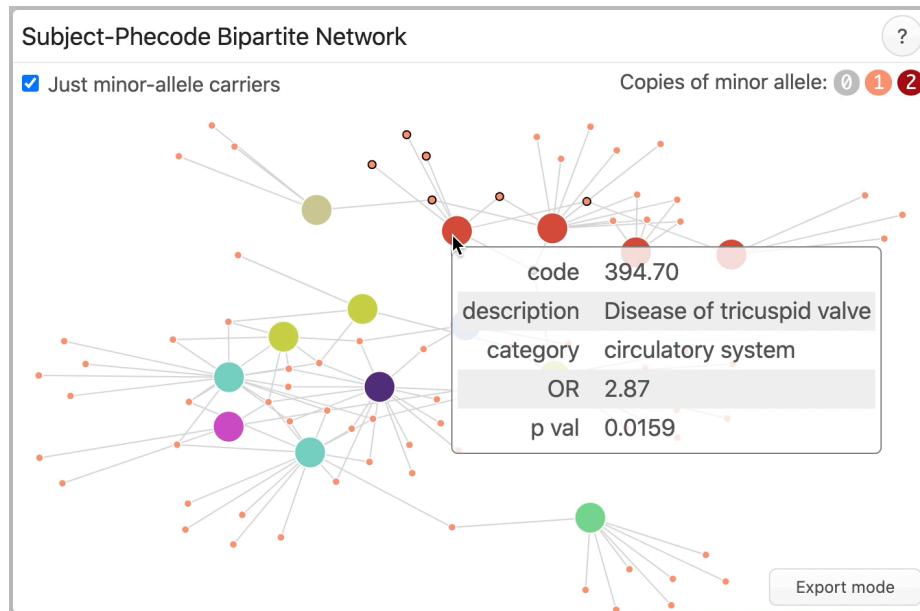 Subject-Phecode Bipartite Network
?
Just minor-allele carriers
Copies of minor allele: 0 1 2
code 394.70
description Disease of tricuspid valve
category circulatory system
OR 2.87
p val 0.0159
Export mode